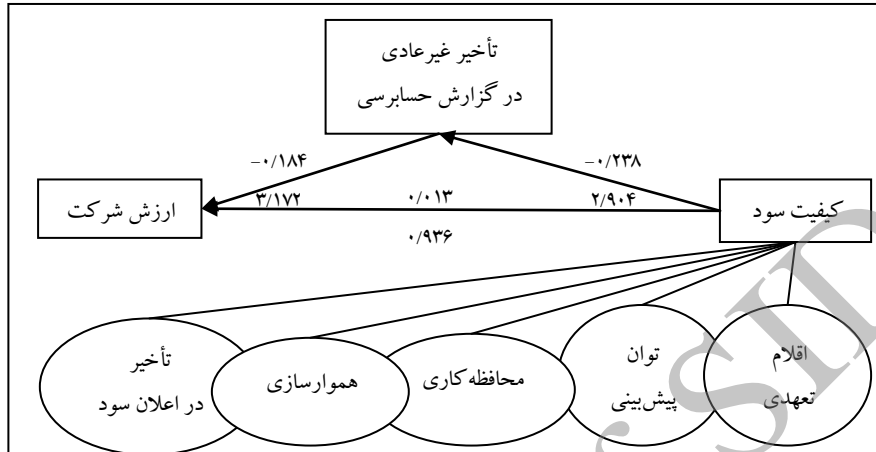 تأخیر غیرعادی
در گزارش حسابرسی
-۰/۲۳۸
-۰/۱۸۴
کیفیت سود
۲/۹۰۴
۰/۰۱۳
۳/۱۷۲
ارزش شرکت
۰/۹۳۶
اقلام
تعهدی
توان
پیش‌بینی
محافظه‌کاری
هموارسازی
تأخیر
در اعلان سود
SID